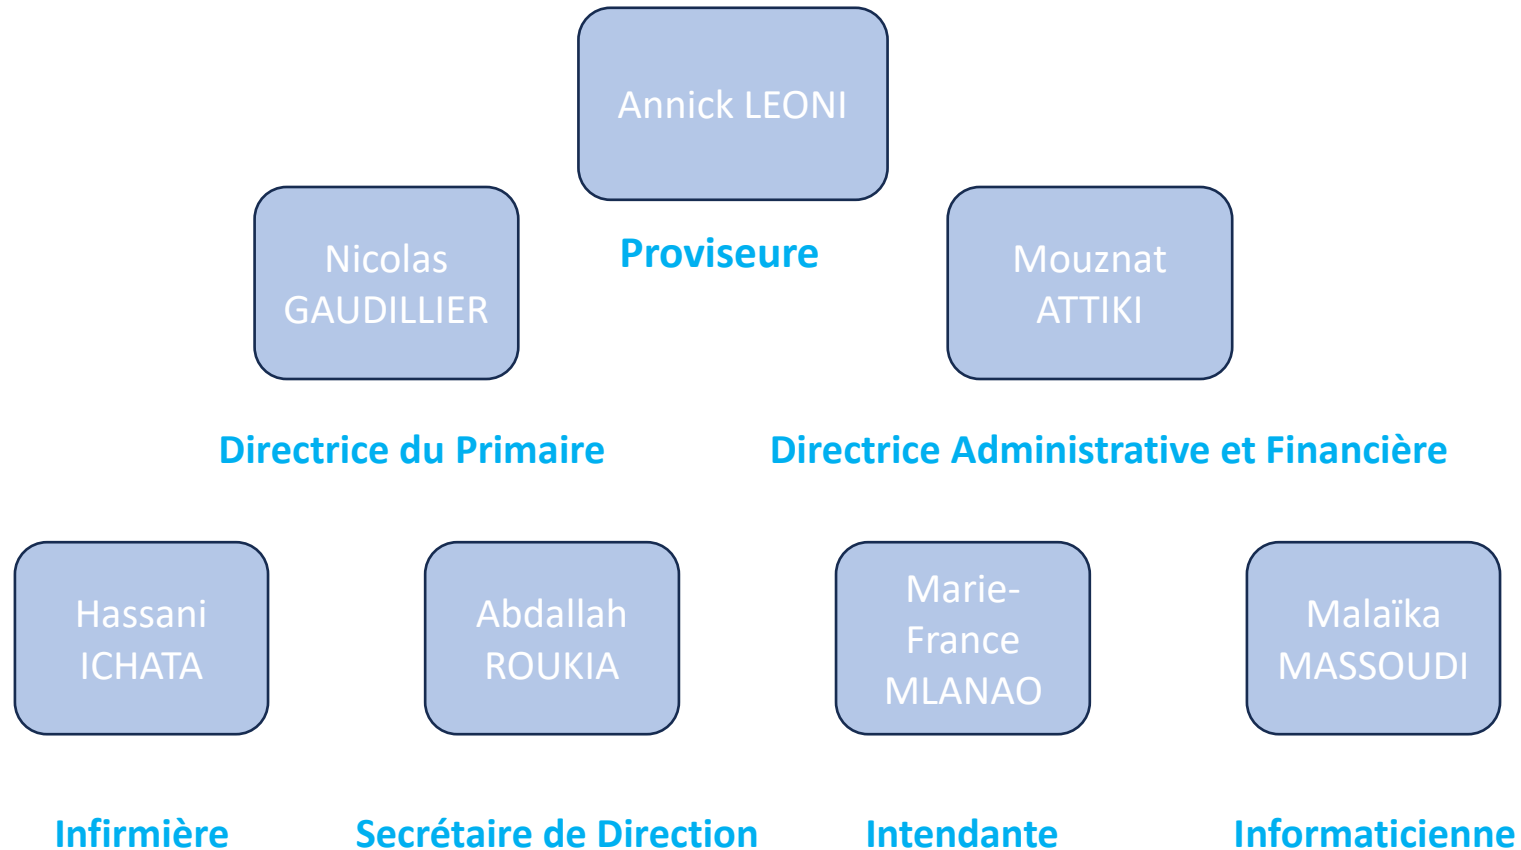 Annick LEONI
Proviseure
Nicolas
GAUDILLIER
Mouznat
ATTIKI
Directrice du Primaire
Directrice Administrative et Financière
Hassani
ICHATA
Abdallah
ROUKIA
Marie-
France
MLANAO
Malaïka
MASSOUDI
Infirmière
Secrétaire de Direction
Intendante
Informaticienne